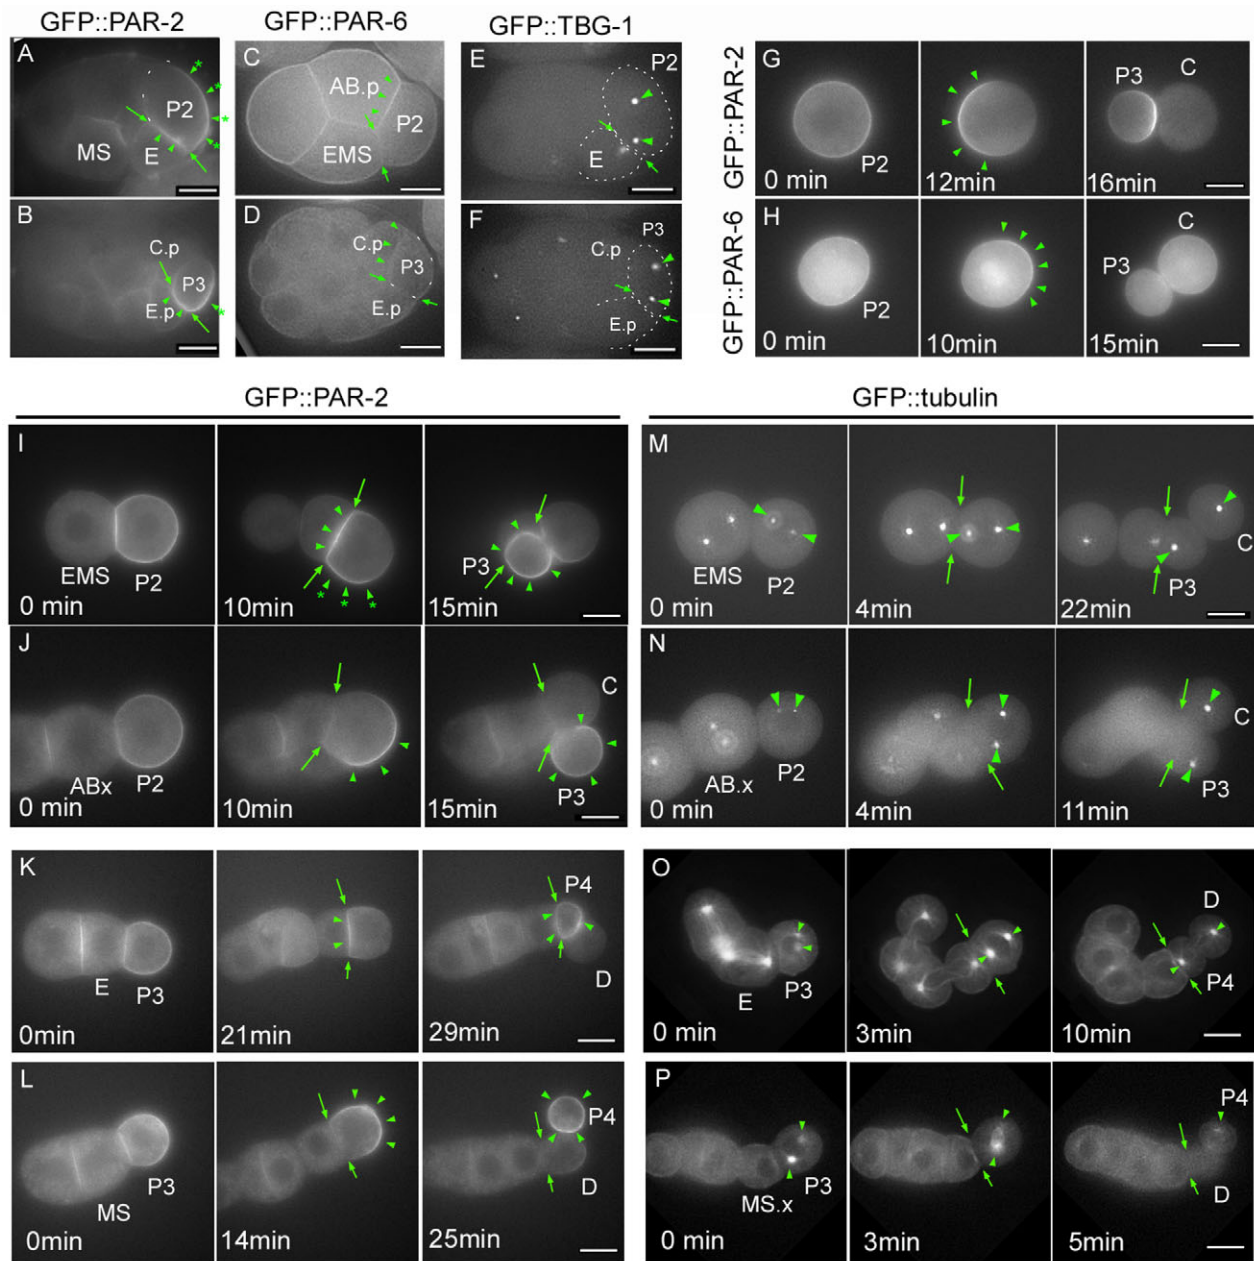 GFP::PAR-2 GFP::PAR-6 GFP::TBG-1
A P2 MS E
C AB.p P2 EMS
E P2 E
B C.p P3 E.p
D C.p P3 E.p
F C.p P3 E.p
GFP::PAR-2
G P2 0 min
12min
P3 C 16min
GFP::PAR-6
H P2 0 min
10min
C P3 15min
GFP::PAR-2
I EMS P2 0 min
10min
P3 15min
J ABx P2 0 min
10min
C P3 15min
K E P3 0min
21min
P4 D 29min
L P3 MS 0min
14min
P4 D 25min
GFP::tubulin
M EMS P2 0 min
4min
C P3 22min
N AB.x P2 0 min
4min
C P3 11min
O E P3 0 min
3min
D P4 10min
P P3 MS.x 0 min
3min
P4 D 5min